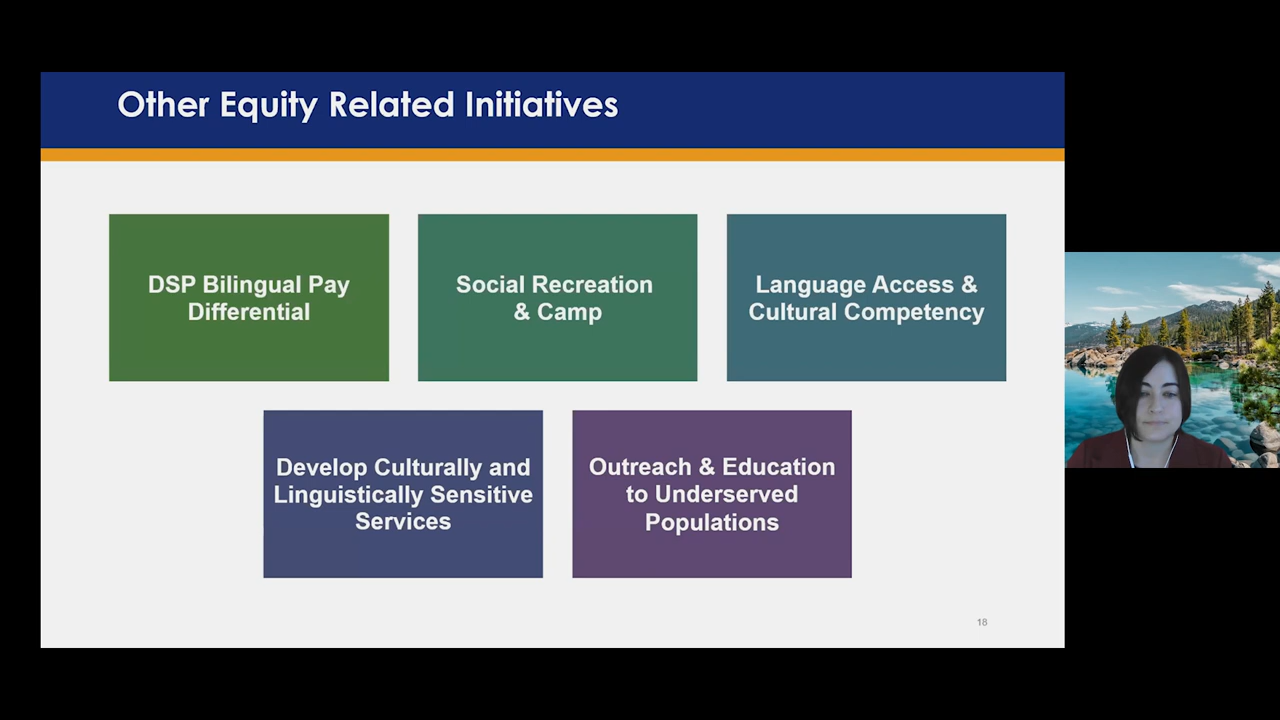 Other Equity Related Initiatives
DSP Bilingual Pay
Differential
Social Recreation
& Camp
Language Access &
Cultural Competency
Develop Culturally and
Linguistically Sensitive
Services
Outreach & Education
to Underserved
Populations
18